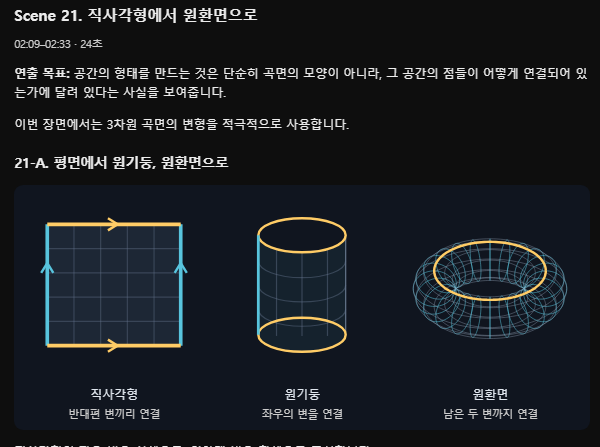 Scene 21. 직사각형에서 원환면으로
02:09–02:33 · 24초
연출 목표: 공간의 형태를 만드는 것은 단순히 곡면의 모양이 아니라, 그 공간의 점들이 어떻게 연결되어 있
는가에 달려 있다는 사실을 보여줍니다.
이번 장면에서는 3차원 곡면의 변형을 적극적으로 사용합니다.
21-A. 평면에서 원기둥, 원환면으로
직사각형
반대편 변끼리 연결
원기둥
좌우의 변을 연결
원환면
남은 두 변까지 연결